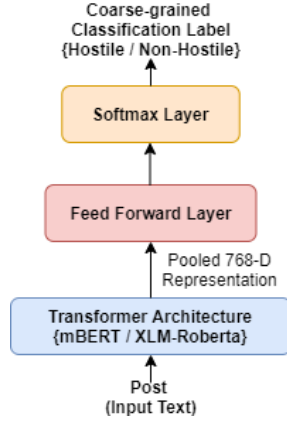 Coarse-grained
Classification Label
{Hostile / Non-Hostile}
Softmax Layer
Feed Forward Layer
Pooled 768-D
Representation
Transformer Architecture
{mBERT / XLM-Roberta}
Post
(Input Text)